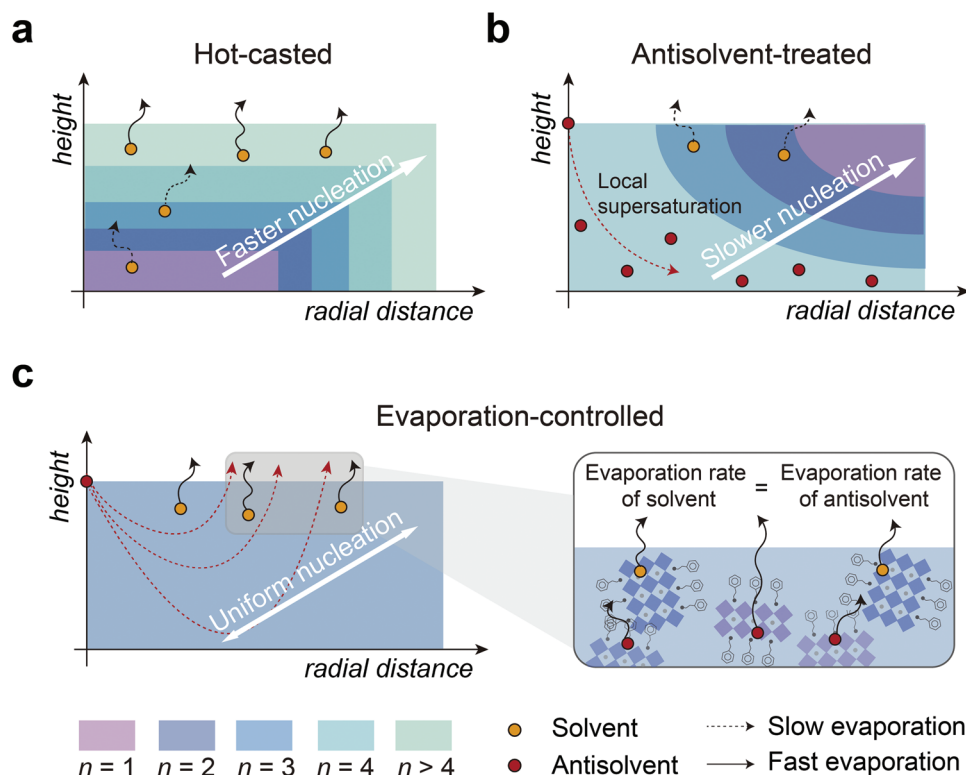 a
Hot-casted
height
Faster nucleation
radial distance
b
Antisolvent-treated
height
Local
supersaturation
Slower nucleation
radial distance
c
Evaporation-controlled
height
Uniform nucleation
radial distance
Evaporation rate
of solvent
=
Evaporation rate
of antisolvent
n = 1
n = 2
n = 3
n = 4
n > 4
Solvent
Antisolvent
Slow evaporation
Fast evaporation